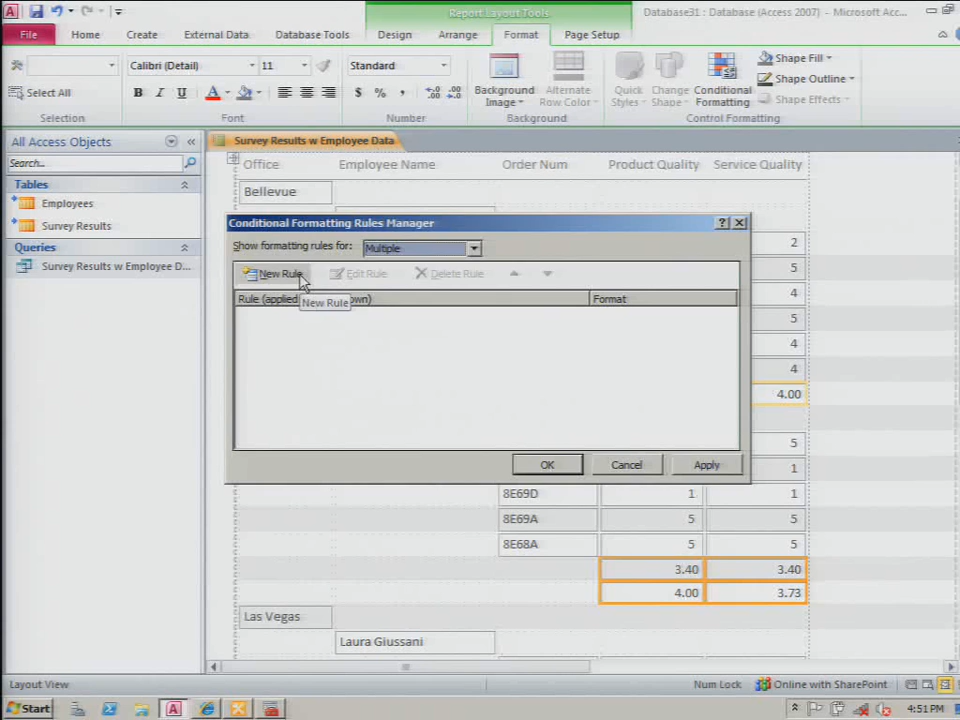 Report Layout Tools
Database31 : Database (Access 2007) - Microsoft Acc...
File Home Create External Data Database Tools Design Arrange Format Page Setup
Calibri (Detail) 11 Standard
Select All
B I U A $ % ,
Background Image
Alternate Row Color
Quick Styles
Change Shape
Conditional Formatting
Shape Fill
Shape Outline
Shape Effects
Selection Font Number Background Control Formatting
All Access Objects
Search...
Tables
Employees
Survey Results
Queries
Survey Results w Employee D...
Survey Results w Employee Data
Office Employee Name Order Num Product Quality Service Quality
Bellevue
Conditional Formatting Rules Manager
Show formatting rules for: Multiple
New Rule Edit Rule Delete Rule
New Rule
Rule (applied own) Format
OK Cancel Apply
2
5
4
5
4
4
4.00
5
1
8E69D 1 1
8E69A 5 5
8E68A 5 5
3.40 3.40
4.00 3.73
Las Vegas
Laura Giussani
Layout View Num Lock Online with SharePoint
Start 4:51 PM